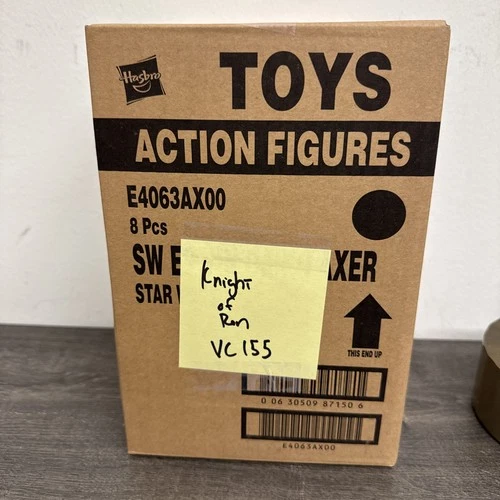 Hasbro
TOYS
ACTION FIGURES
E4063AX00
8 Pcs
SW E AXER
STAR
Knight
of
Ren
VC155
THIS END UP
0 06 30509 87150 6
E4063AX00